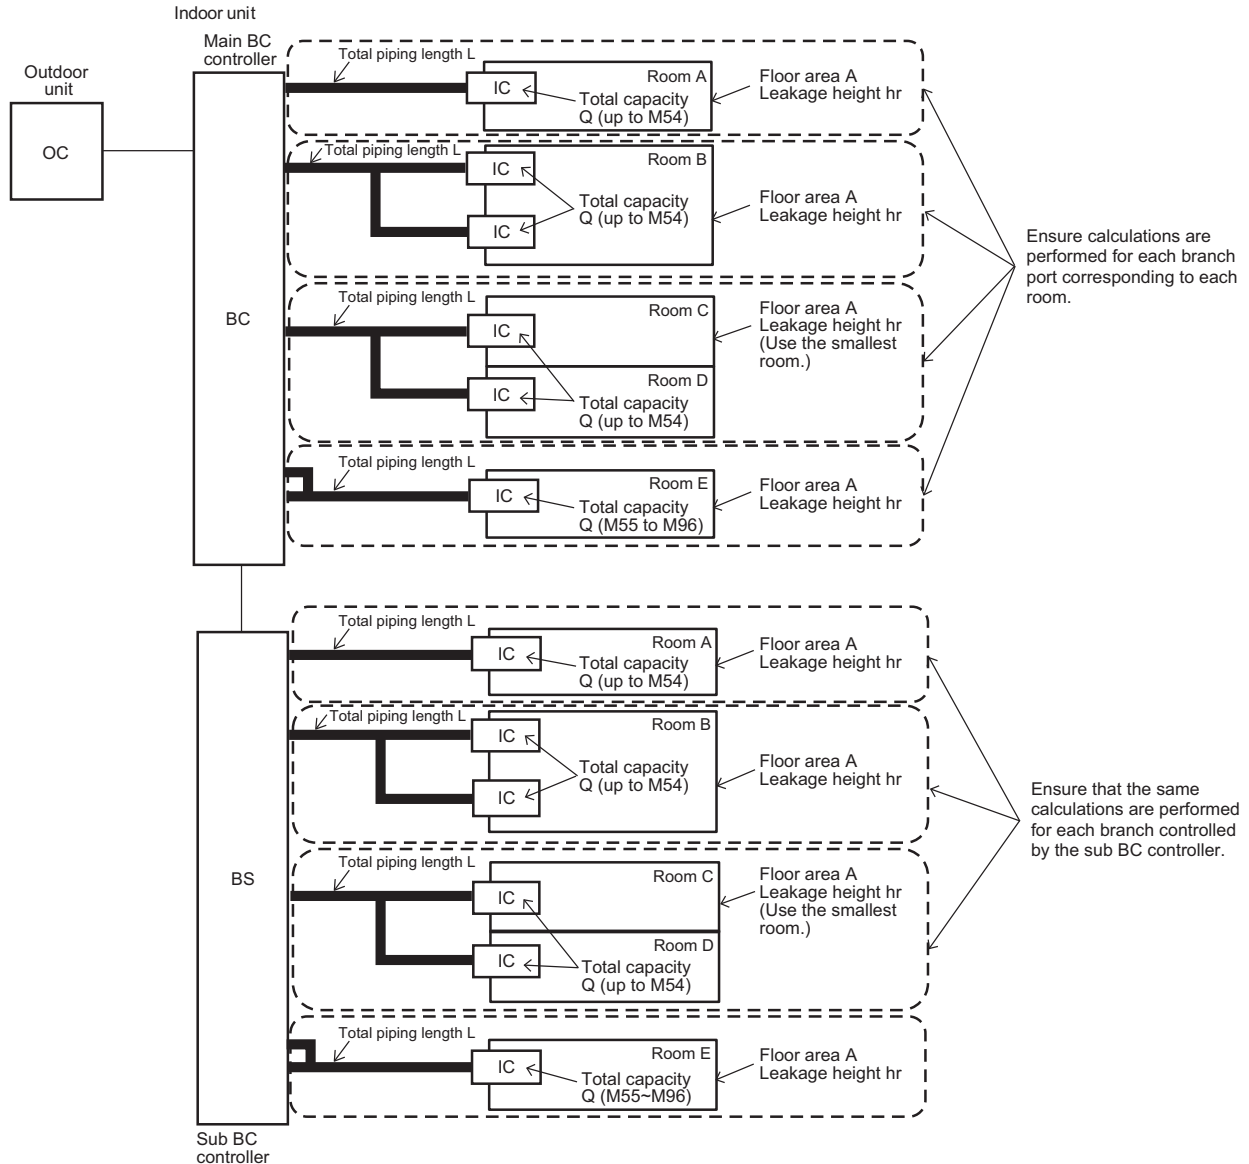 Indoor unit
Main BC
controller
Outdoor
unit
OC
BC
Total piping length L
IC
Room A
Total capacity
Q (up to M54)
Floor area A
Leakage height hr
Total piping length L
IC
IC
Room B
Total capacity
Q (up to M54)
Floor area A
Leakage height hr
Total piping length L
IC
IC
Room C
Room D
Total capacity
Q (up to M54)
Floor area A
Leakage height hr
(Use the smallest
room.)
Total piping length L
IC
Room E
Total capacity
Q (M55 to M96)
Floor area A
Leakage height hr
Ensure calculations are
performed for each branch
port corresponding to each
room.
BS
Sub BC
controller
Total piping length L
IC
Room A
Total capacity
Q (up to M54)
Floor area A
Leakage height hr
Total piping length L
IC
IC
Room B
Total capacity
Q (up to M54)
Floor area A
Leakage height hr
Total piping length L
IC
IC
Room C
Room D
Total capacity
Q (up to M54)
Floor area A
Leakage height hr
(Use the smallest
room.)
Total piping length L
IC
Room E
Total capacity
Q (M55~M96)
Floor area A
Leakage height hr
Ensure that the same
calculations are performed
for each branch controlled
by the sub BC controller.